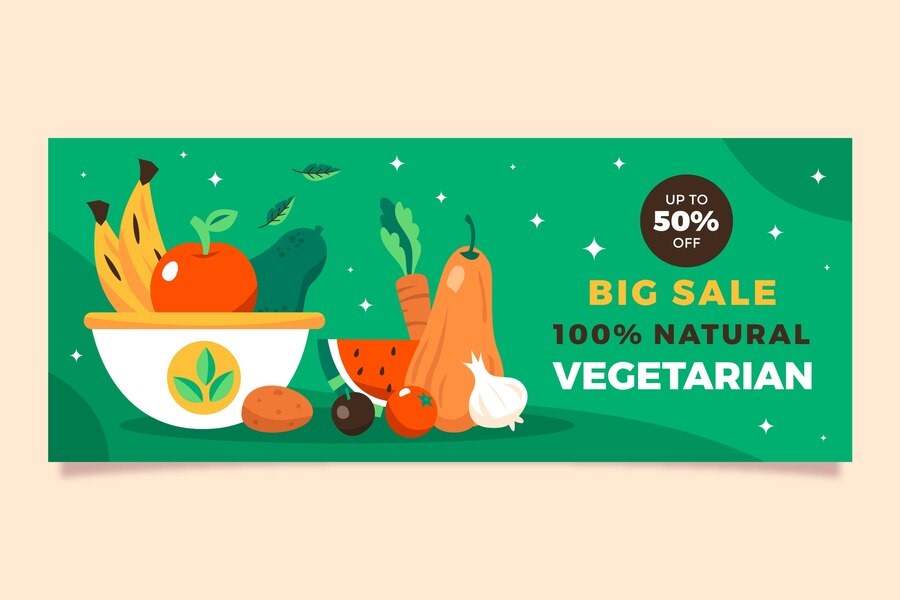 UP TO
50%
OFF
BIG SALE
100% NATURAL
VEGETARIAN